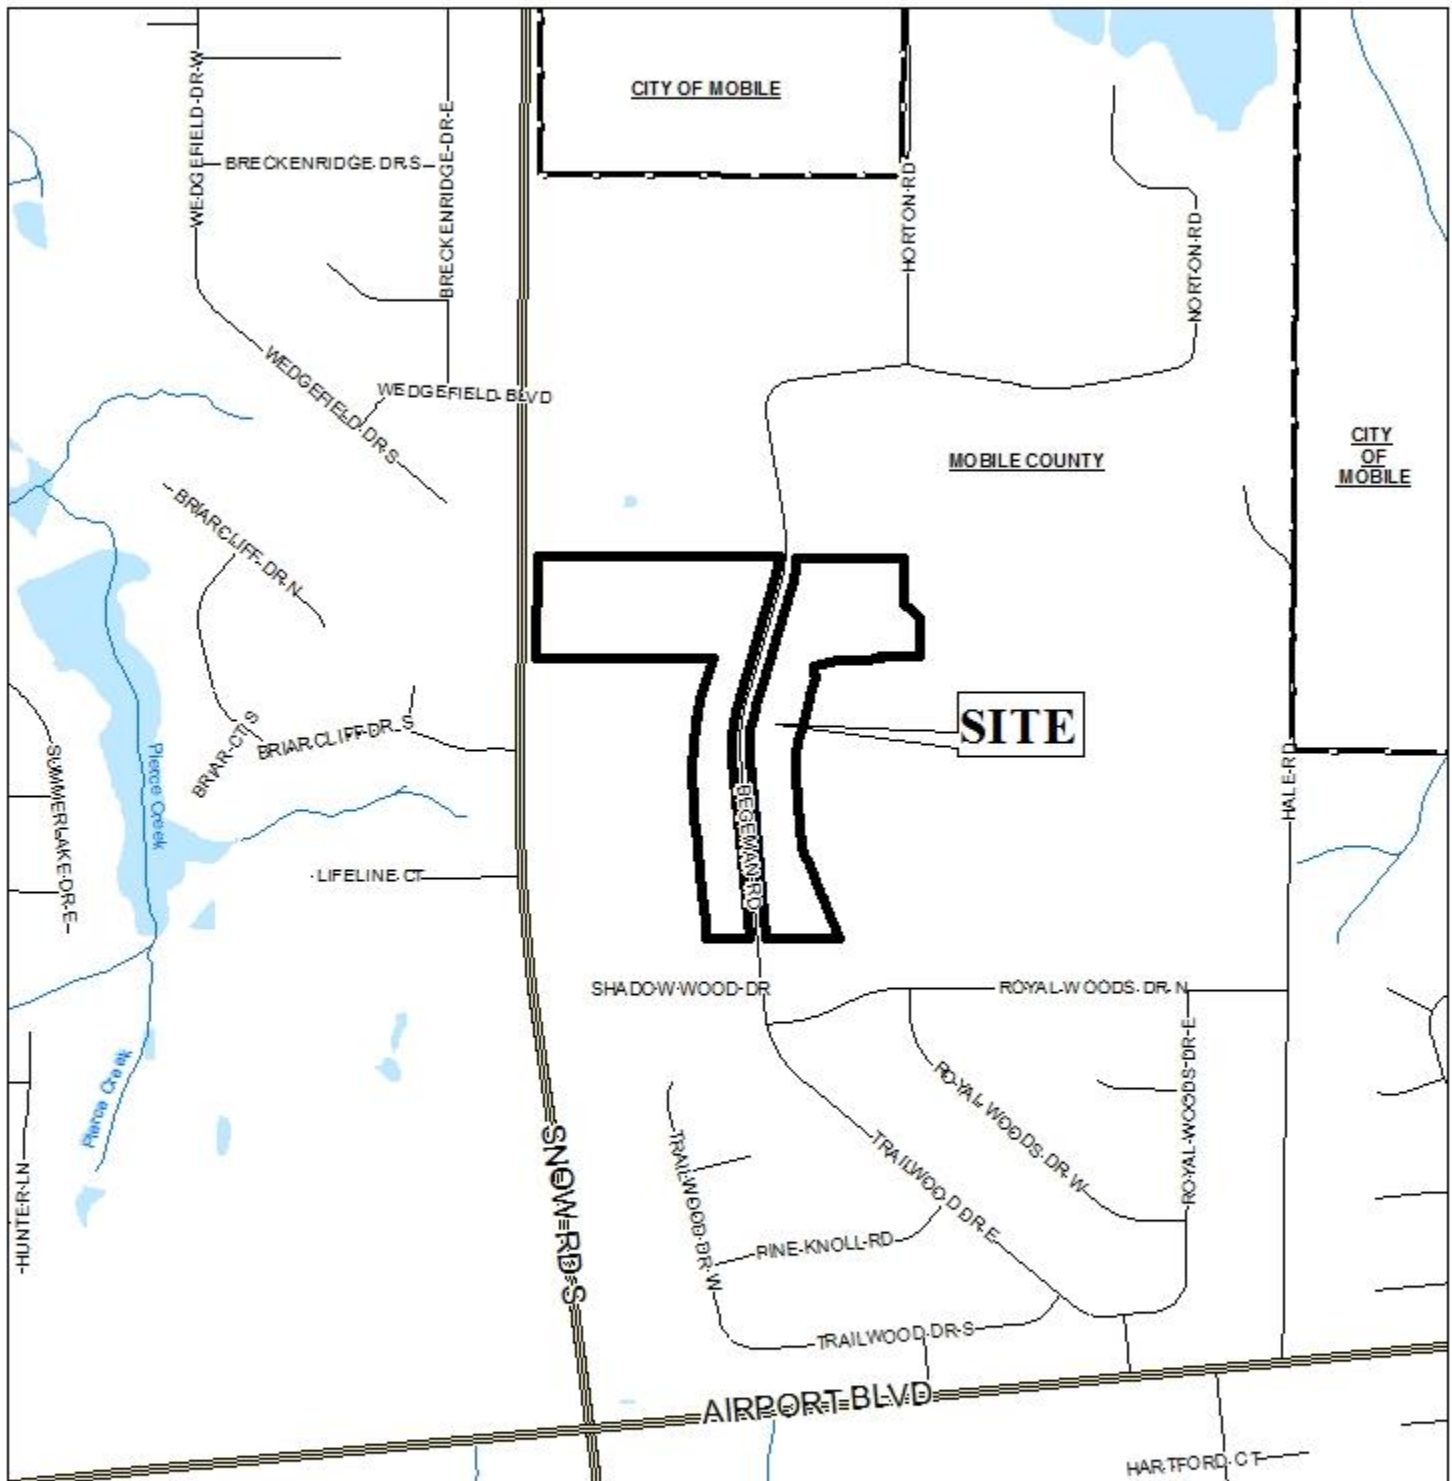 CITY OF MOBILE
WEDGEFIELD DR W
BRECKENRIDGE DR S
BRECKENRIDGE DR E
HORTON RD
NORTON RD
WEDGEFIELD DR S
WEDGEFIELD BLVD
MOBILE COUNTY
CITY
OF
MOBILE
BRIARCLIFF DR N
BRIAR CT S
BRIARCLIFF DR S
SITE
SUMMERLAKE DR E
Pierce Creek
BEGEMAN RD
HALE RD
LIFELINE CT
SHADOW WOOD DR
ROYAL WOODS DR N
ROYAL WOODS DR E
ROYAL WOODS DR W
Pierce Creek
HUNTER LN
SNOW RD S
TRAILWOOD DR W
TRAILWOOD DR E
PINE KNOLL RD
TRAILWOOD DR S
AIRPORT BLVD
HARTFORD CT